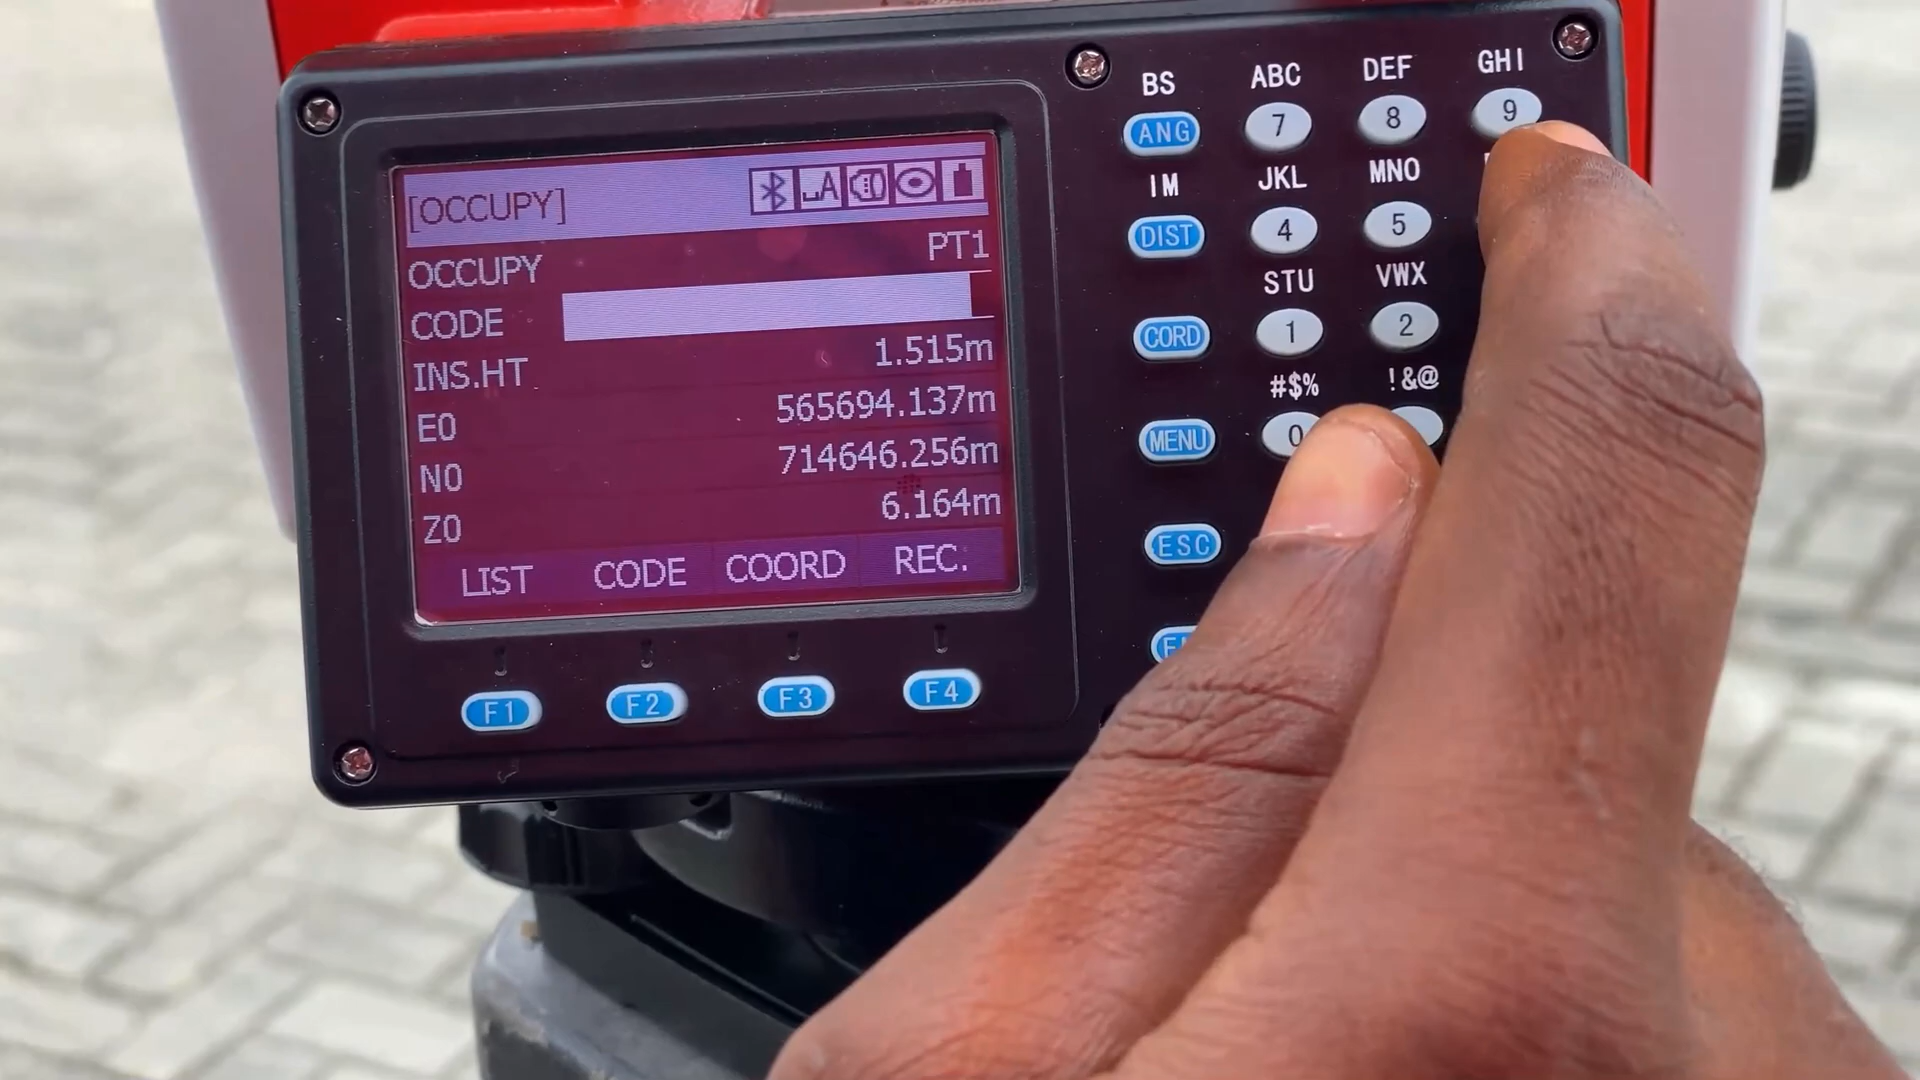 [OCCUPY] A
OCCUPY PT1
CODE
INS.HT 1.515m
E0 565694.137m
N0 714646.256m
Z0 6.164m
LIST CODE COORD REC.
F1 F2 F3 F4
BS ABC DEF GHI
ANG 7 8 9
IM JKL MNO
DIST 4 5
STU VWX
CORD 1 2
#$% !&@
MENU 0
ESC